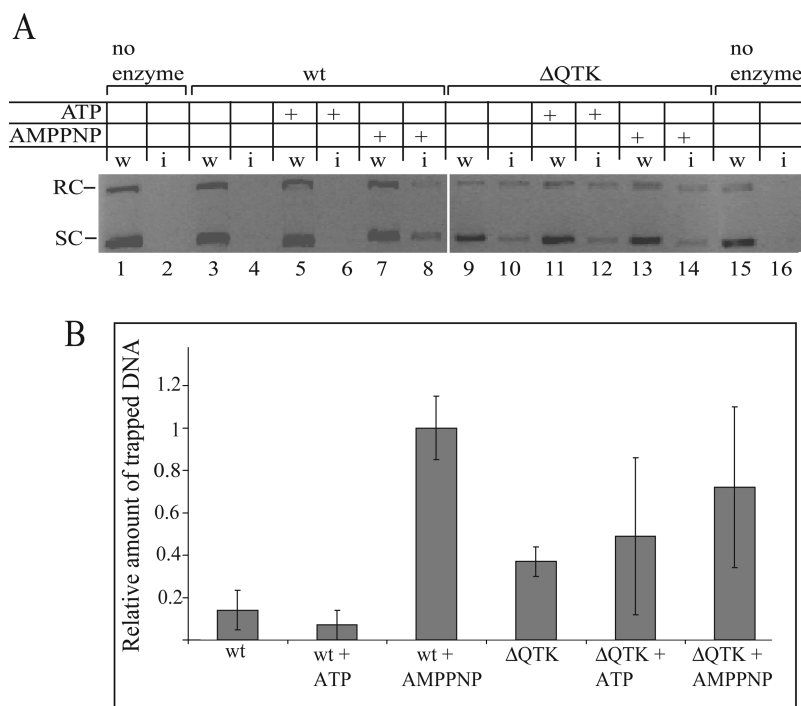 A
no
enzyme
wt
ΔQTK
no
enzyme
ATP + + + +
AMPPNP + + + +
w i w i w i w i w i w i w i w i
RC–
SC–
1 2 3 4 5 6 7 8 9 10 11 12 13 14 15 16
B
Relative amount of trapped DNA
1.2
1
0.8
0.6
0.4
0.2
wt
wt +
ATP
wt +
AMPPNP
ΔQTK
ΔQTK +
ATP
ΔQTK +
AMPPNP